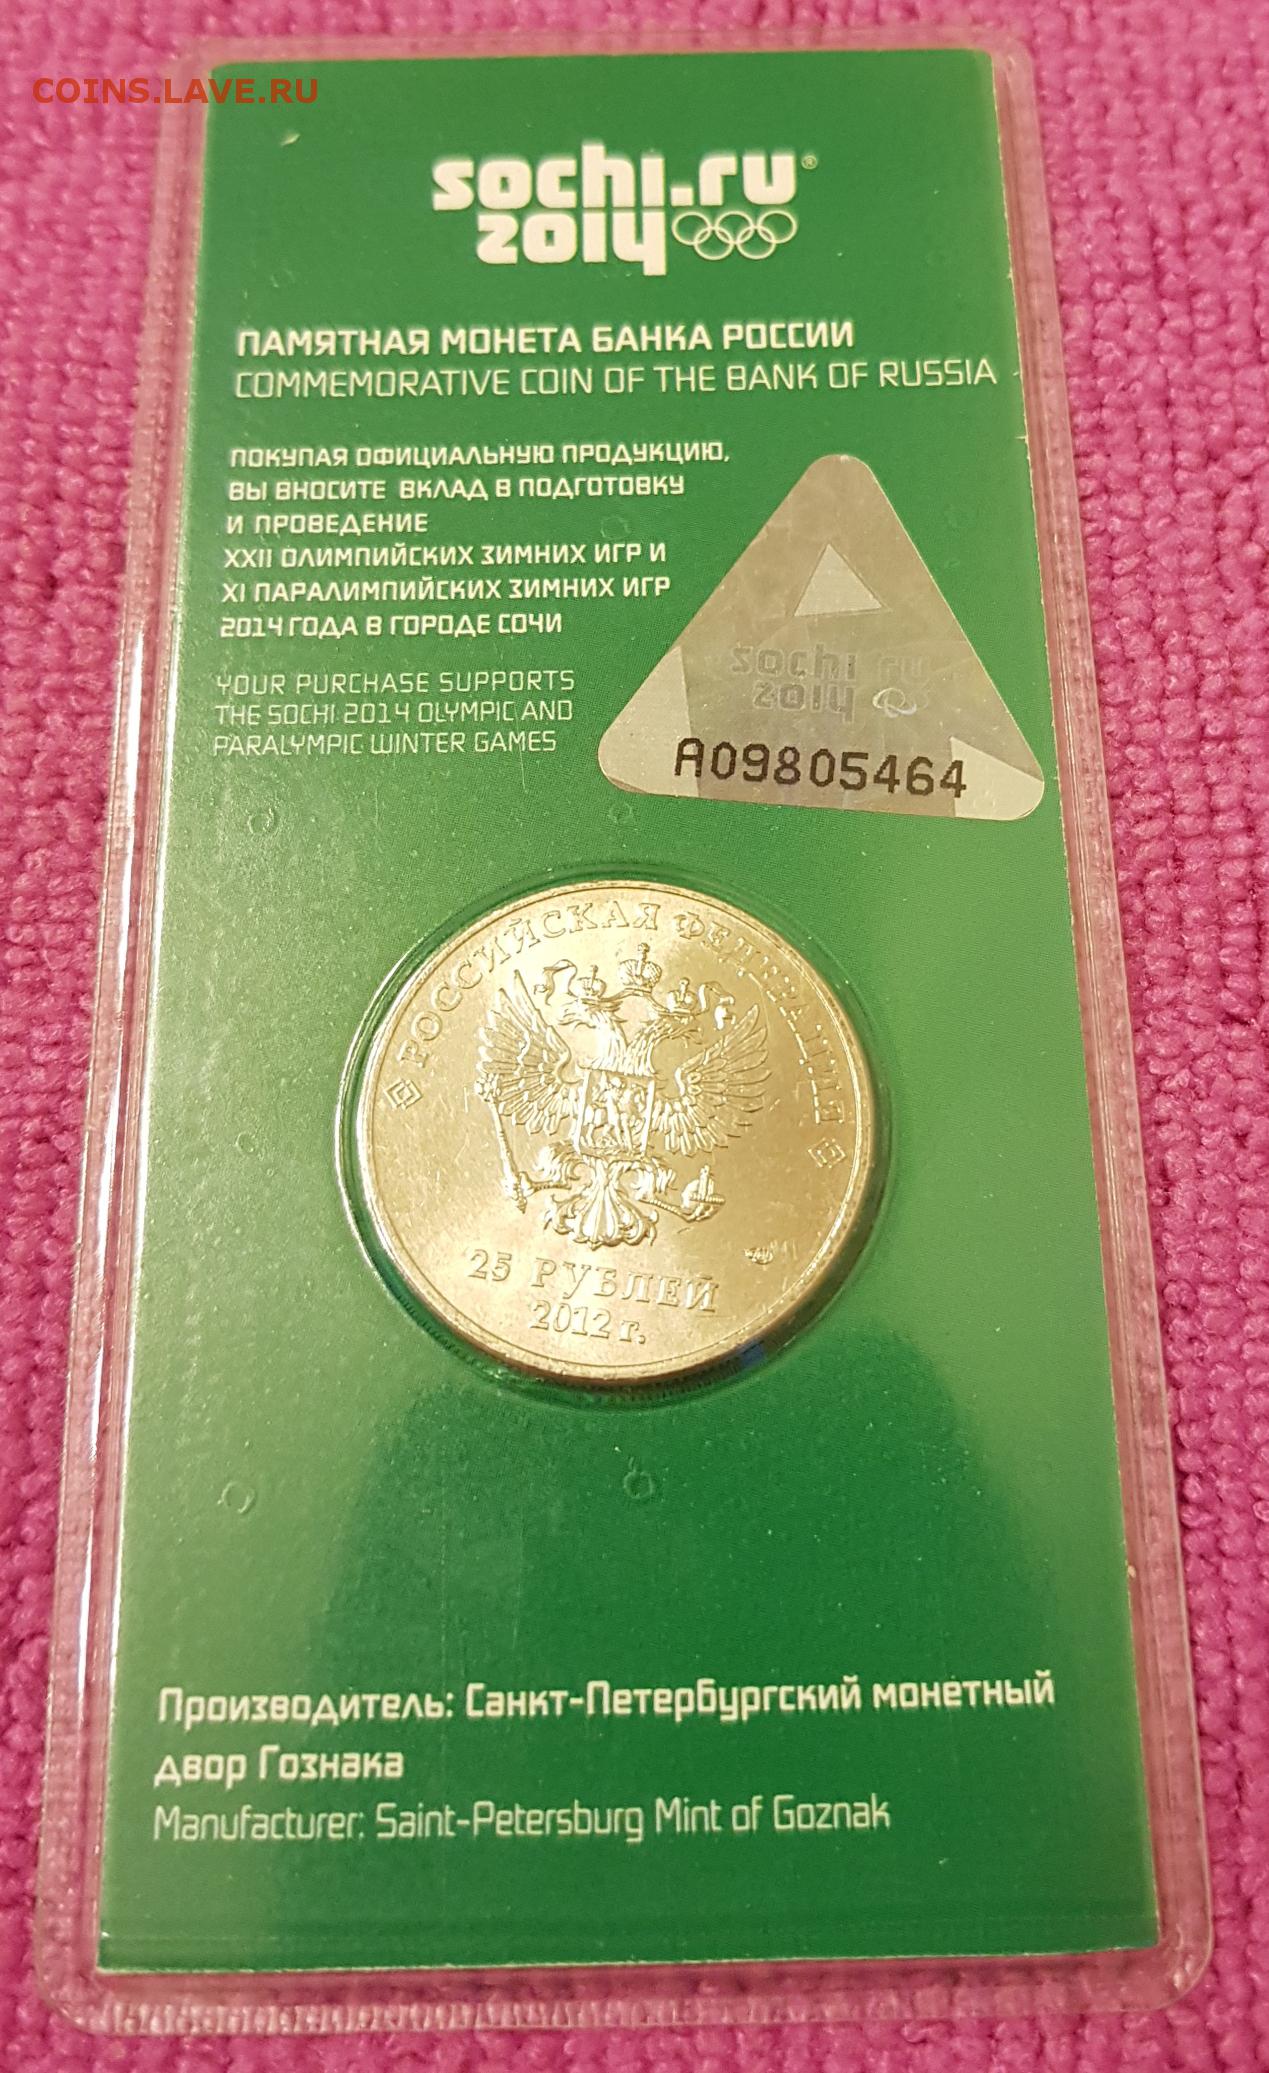 COINS.LAVE.RU
sochi.ru®
2014
ПАМЯТНАЯ МОНЕТА БАНКА РОССИИ
COMMEMORATIVE COIN OF THE BANK OF RUSSIA
ПОКУПАЯ ОФИЦИАЛЬНУЮ ПРОДУКЦИЮ,
ВЫ ВНОСИТЕ ВКЛАД В ПОДГОТОВКУ
И ПРОВЕДЕНИЕ
XXII ОЛИМПИЙСКИХ ЗИМНИХ ИГР И
XI ПАРАЛИМПИЙСКИХ ЗИМНИХ ИГР
2014 ГОДА В ГОРОДЕ СОЧИ
YOUR PURCHASE SUPPORTS
THE SOCHI 2014 OLYMPIC AND
PARALYMPIC WINTER GAMES
sochi ru
2014
A09805464
РОССИЙСКАЯ ФЕДЕРАЦИЯ
25 РУБЛЕЙ
2012 г.
Производитель: Санкт-Петербургский монетный
двор Гознака
Manufacturer: Saint-Petersburg Mint of Goznak